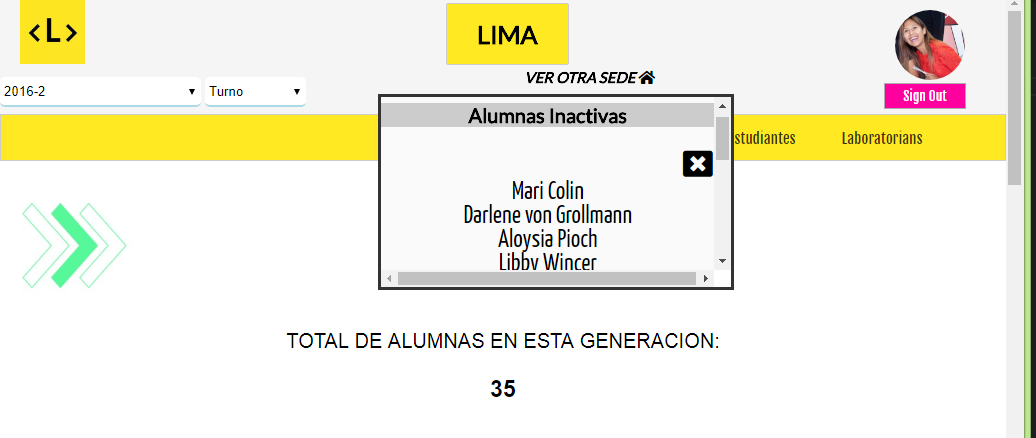 <L>
LIMA
VER OTRA SEDE
2016-2
Turno
Sign Out
Alumnas Inactivas
studiantes
Laboratorians
Mari Colin
Darlene von Grollmann
Aloysia Pioch
Libby Wincer
TOTAL DE ALUMNAS EN ESTA GENERACION:
35